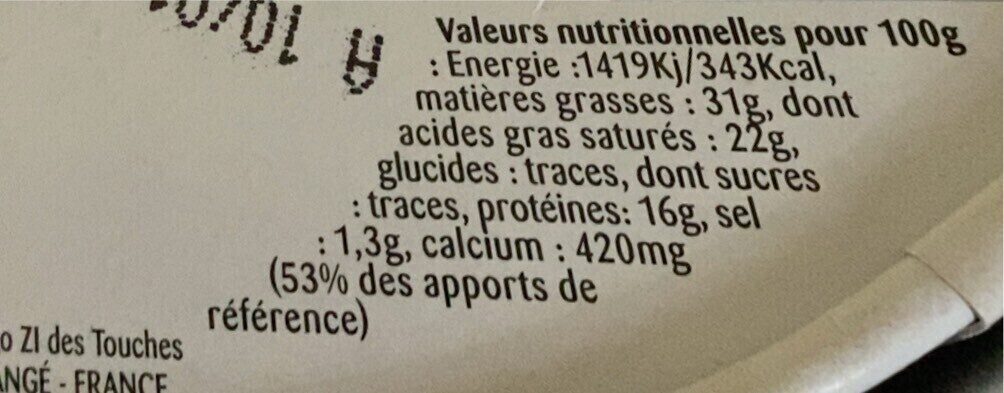 Valeurs nutritionnelles pour 100g
: Energie :1419Kj/343Kcal,
matières grasses : 31g, dont
acides gras saturés : 22g,
glucides : traces, dont sucres
: traces, protéines: 16g, sel
: 1,3g, calcium : 420mg
(53% des apports de
référence)
o ZI des Touches
ANGÉ - FRANCE